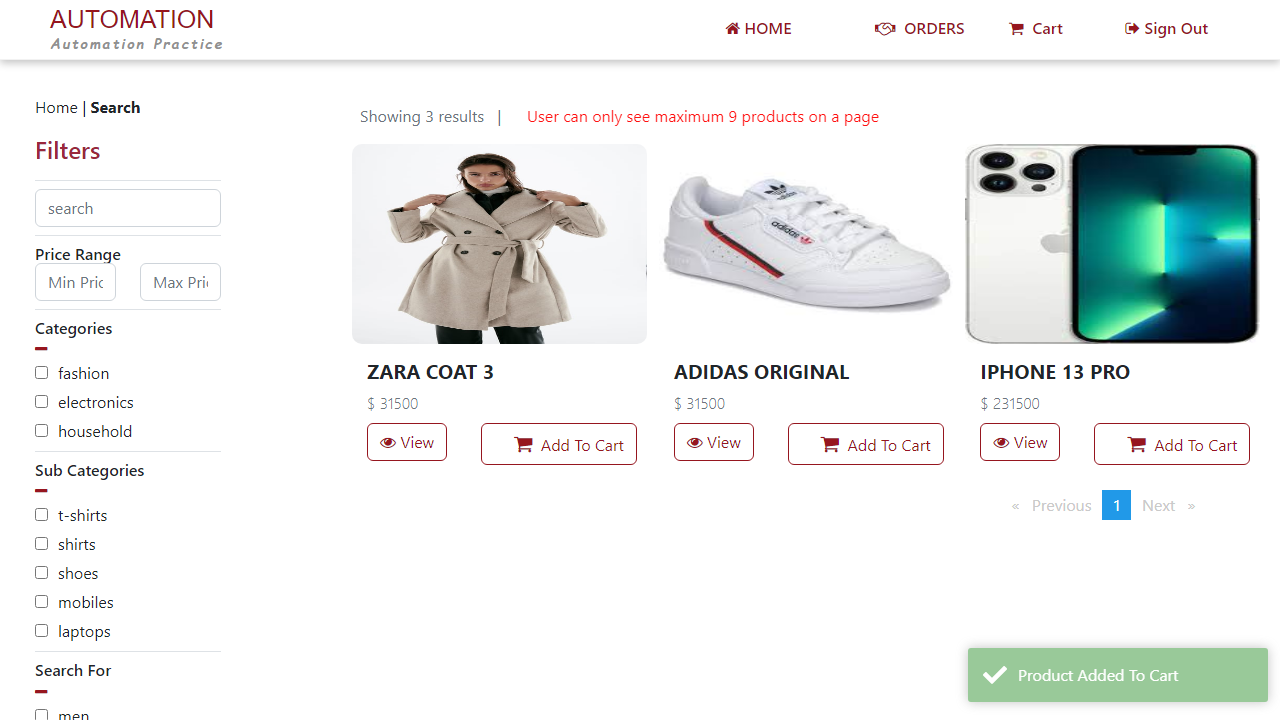 AUTOMATION
Automation Practice
HOME
ORDERS
Cart
Sign Out
Home | Search
Filters
search
Price Range
Min Pric
Max Pric
Categories
fashion
electronics
household
Sub Categories
t-shirts
shirts
shoes
mobiles
laptops
Search For
men
Showing 3 results |
User can only see maximum 9 products on a page
ZARA COAT 3
$ 31500
View
Add To Cart
adidas
ADIDAS ORIGINAL
$ 31500
View
Add To Cart
IPHONE 13 PRO
$ 231500
View
Add To Cart
« Previous 1 Next »
Product Added To Cart